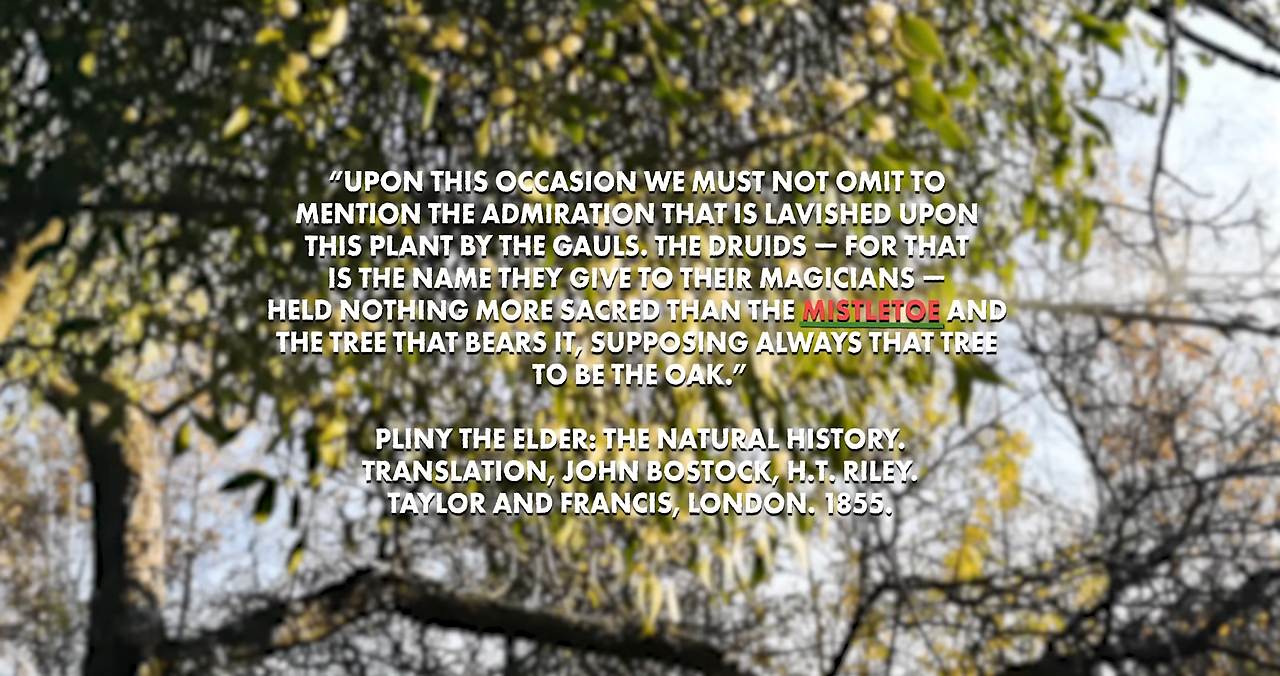 “UPON THIS OCCASION WE MUST NOT OMIT TO
MENTION THE ADMIRATION THAT IS LAVISHED UPON
THIS PLANT BY THE GAULS. THE DRUIDS — FOR THAT
IS THE NAME THEY GIVE TO THEIR MAGICIANS —
HELD NOTHING MORE SACRED THAN THE MISTLETOE AND
THE TREE THAT BEARS IT, SUPPOSING ALWAYS THAT TREE
TO BE THE OAK.”
PLINY THE ELDER: THE NATURAL HISTORY.
TRANSLATION, JOHN BOSTOCK, H.T. RILEY.
TAYLOR AND FRANCIS, LONDON. 1855.